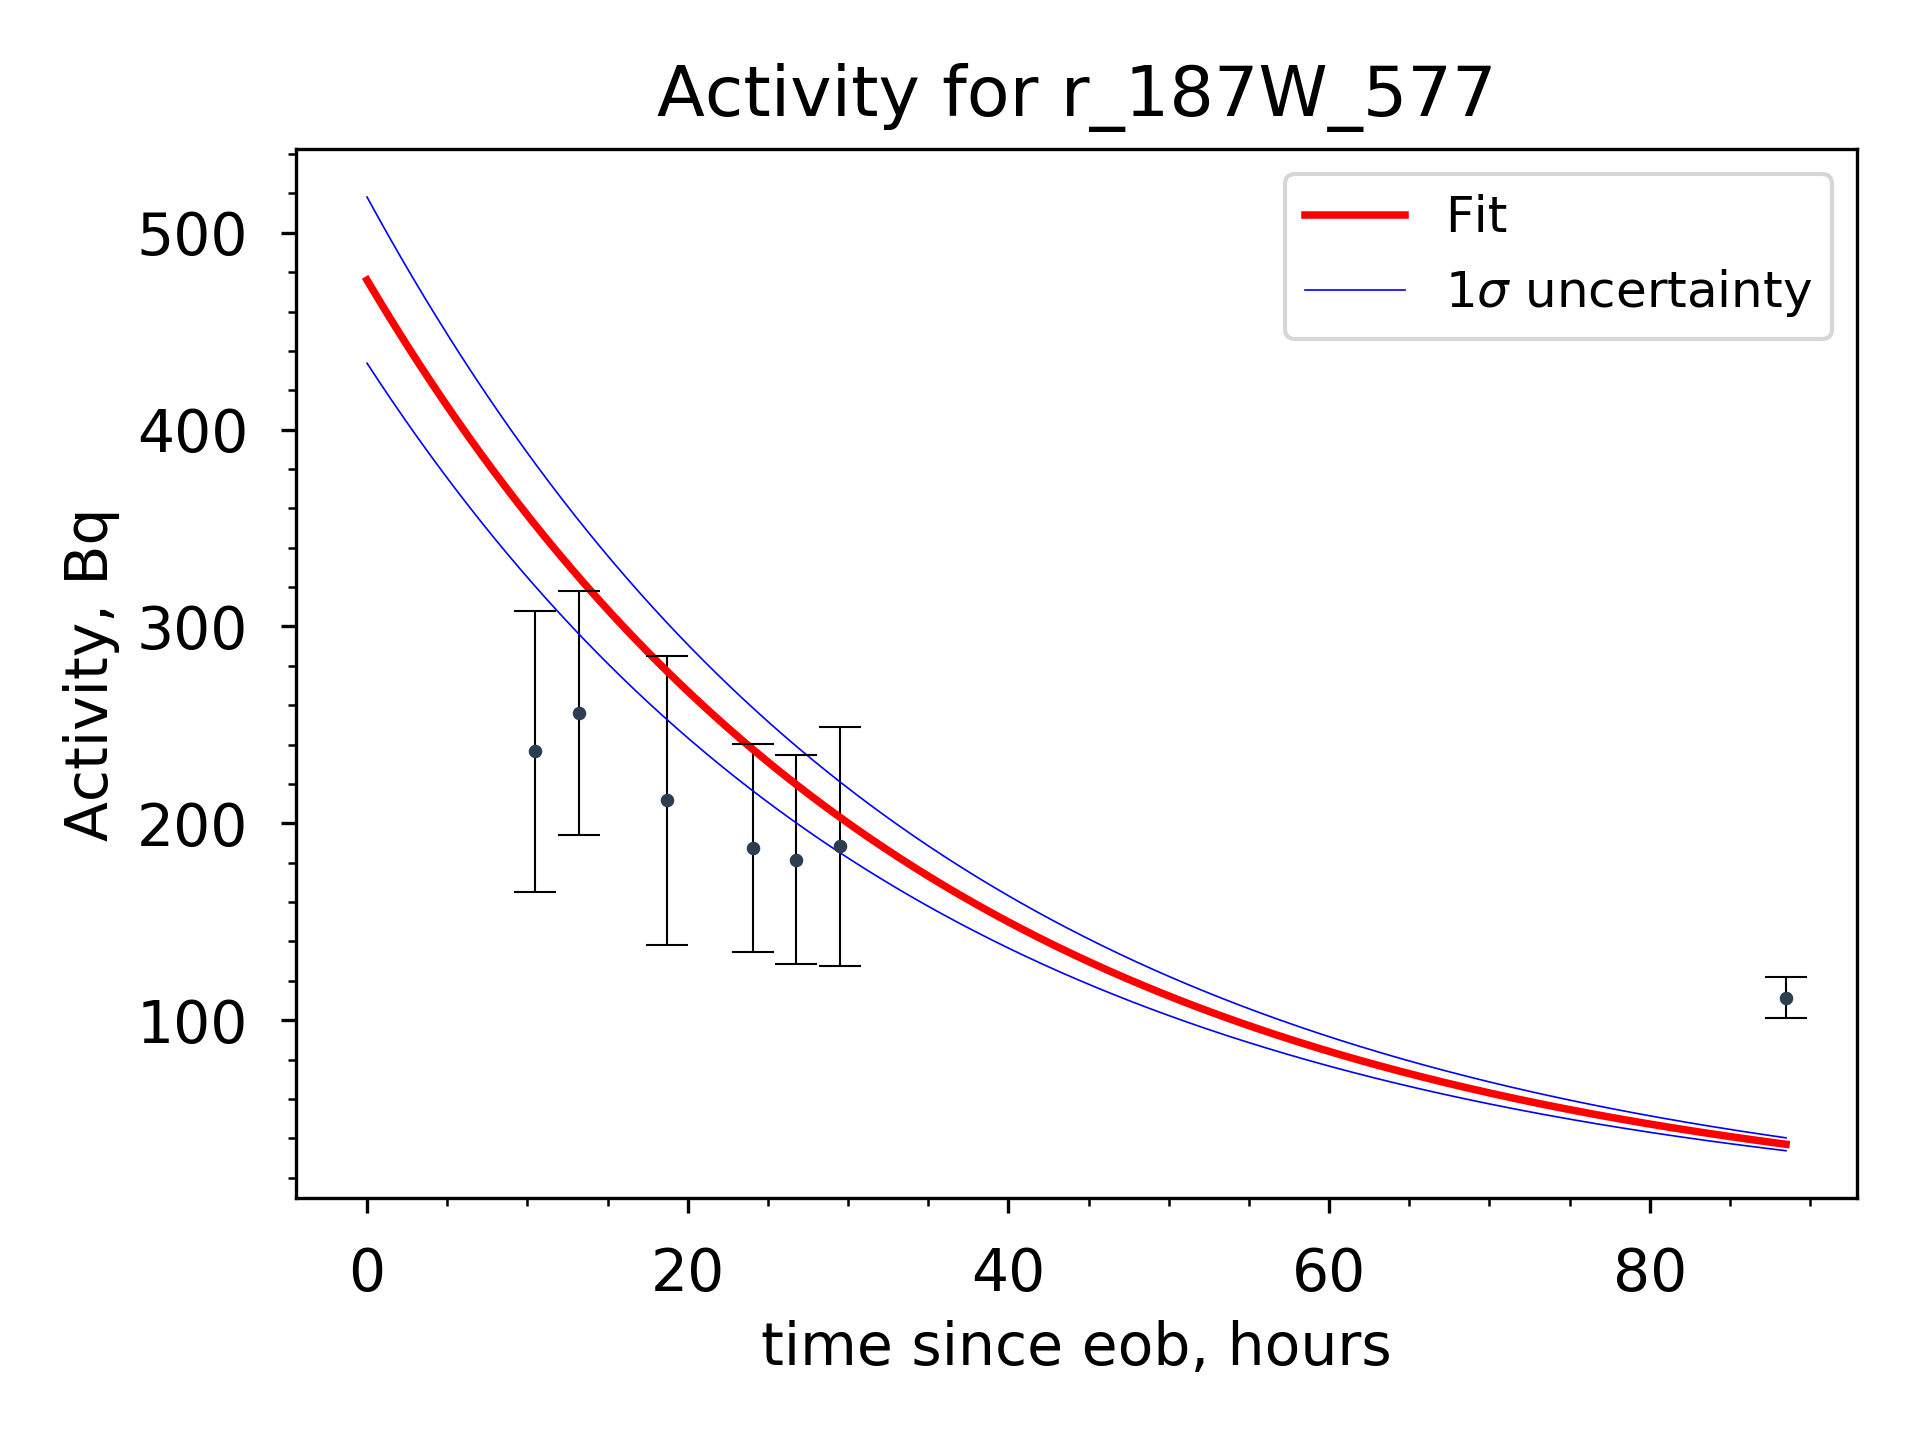 Activity for r_187W_577
Fit
1σ uncertainty
Activity, Bq
500
400
300
200
100
0 20 40 60 80
time since eob, hours